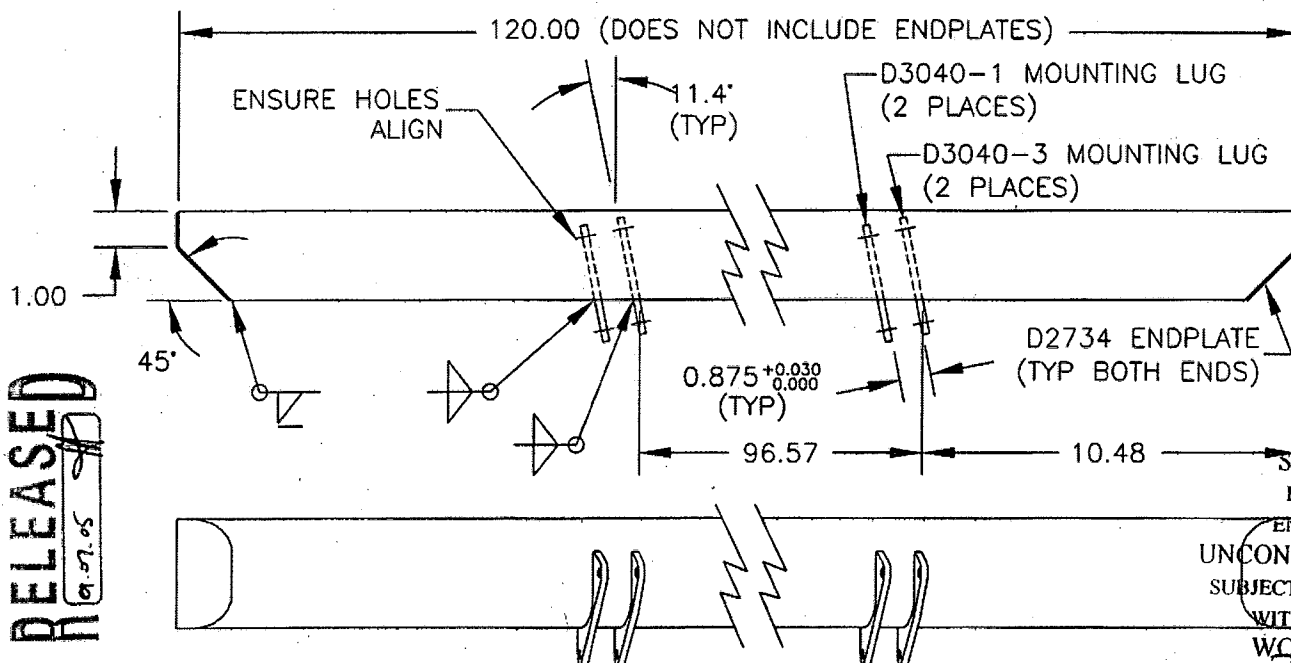 120.00 (DOES NOT INCLUDE ENDPLATES)
ENSURE HOLES
ALIGN
11.4°
(TYP)
D3040-1 MOUNTING LUG
(2 PLACES)
D3040-3 MOUNTING LUG
(2 PLACES)
1.00
45°
0.875 +0.030
0.000
(TYP)
D2734 ENDPLATE
(TYP BOTH ENDS)
96.57
10.48
RELEASED
UNCON
SUBJECT
WIT
WO